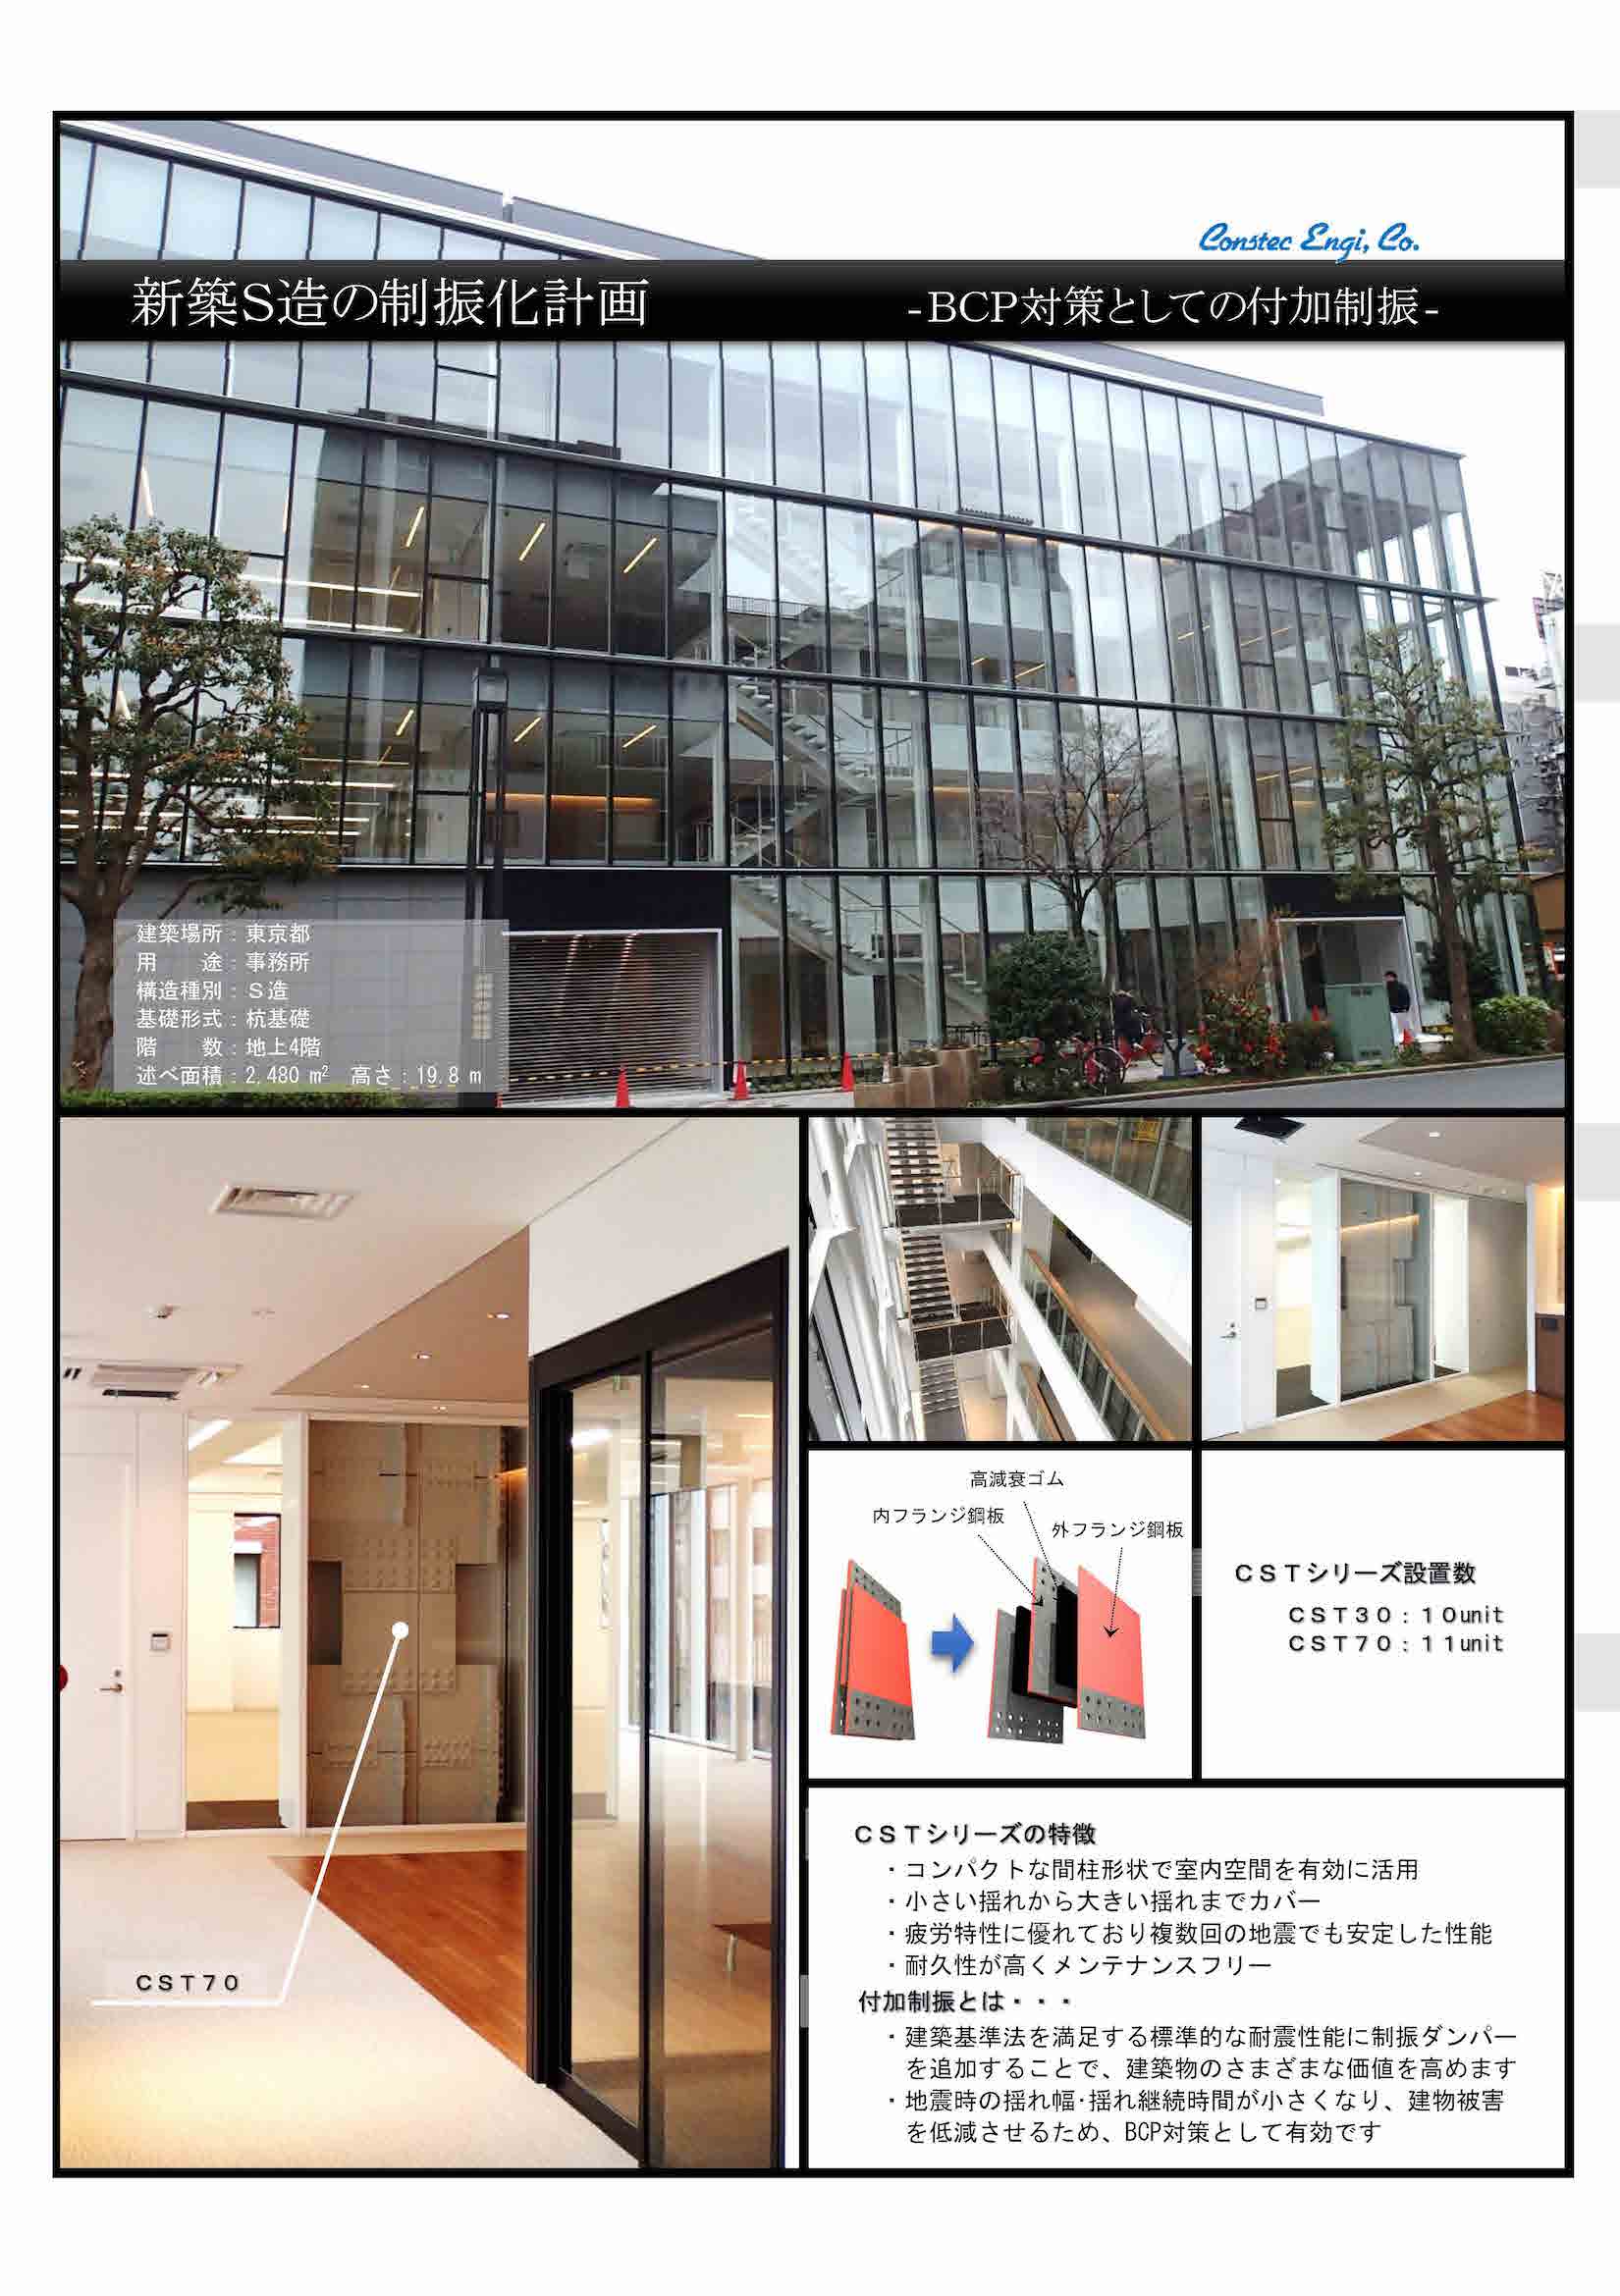 Constec Engi, Co.
新築S造の制振化計画
-BCP対策としての付加制振-
建築場所：東京都
用　　途：事務所
構造種別：Ｓ造
基礎形式：杭基礎
階　　数：地上4階
述べ面積：2,480 m²　高さ：19.8 m
高減衰ゴム
内フランジ鋼板
外フランジ鋼板
ＣＳＴシリーズ設置数
ＣＳＴ３０：１０unit
ＣＳＴ７０：１１unit
ＣＳＴ７０
ＣＳＴシリーズの特徴
・コンパクトな間柱形状で室内空間を有効に活用
・小さい揺れから大きい揺れまでカバー
・疲労特性に優れており複数回の地震でも安定した性能
・耐久性が高くメンテナンスフリー
付加制振とは・・・
・建築基準法を満足する標準的な耐震性能に制振ダンパー
を追加することで、建築物のさまざまな価値を高めます
・地震時の揺れ幅･揺れ継続時間が小さくなり、建物被害
を低減させるため、BCP対策として有効です